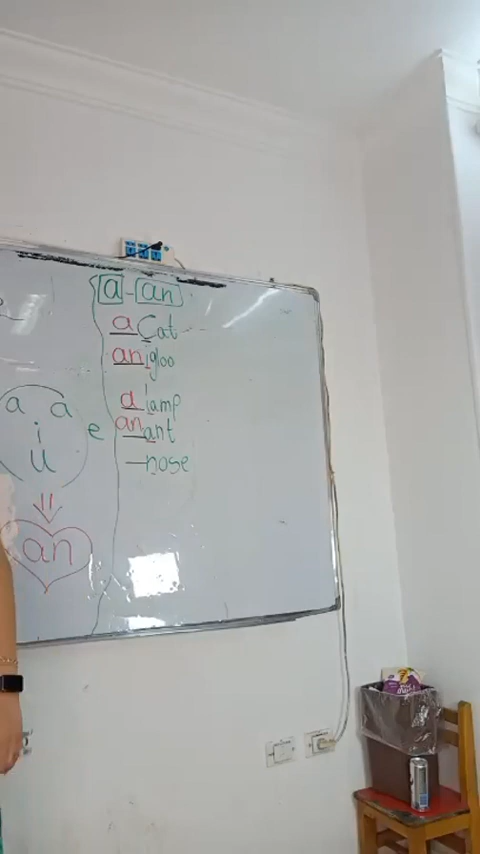 a - an
a Cat
an igloo
a lamp
an ant
nose
a a
i e
u
an